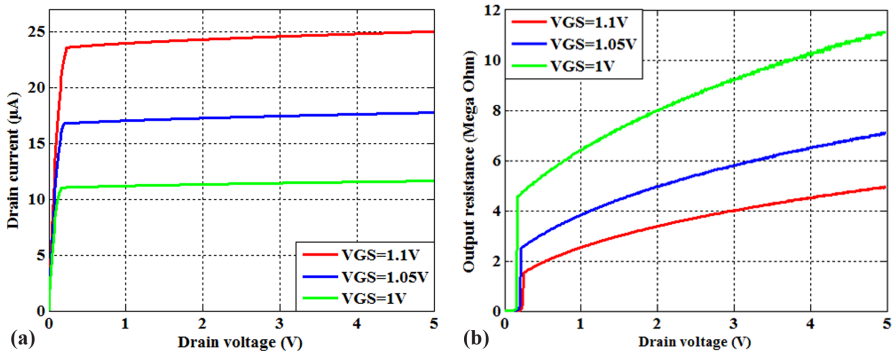 Drain current (µA)
25
20
15
10
5
0
VGS=1.1V
VGS=1.05V
VGS=1V
0 1 2 3 4 5
Drain voltage (V)
(a)
Output resistance (Mega Ohm)
12
10
8
6
4
2
0
VGS=1.1V
VGS=1.05V
VGS=1V
0 1 2 3 4 5
Drain voltage (V)
(b)